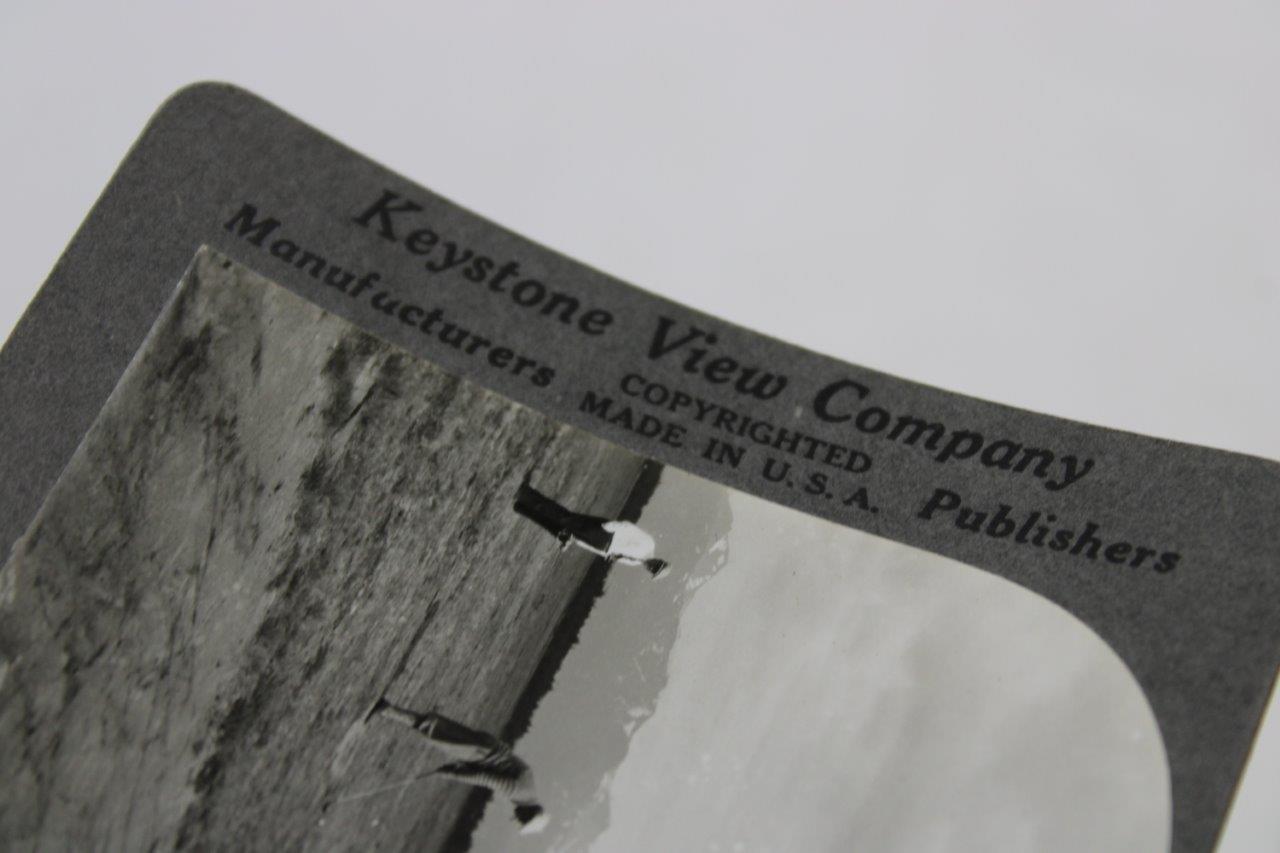 Keystone View Company
Manufacturers COPYRIGHTED Publishers
MADE IN U. S. A.